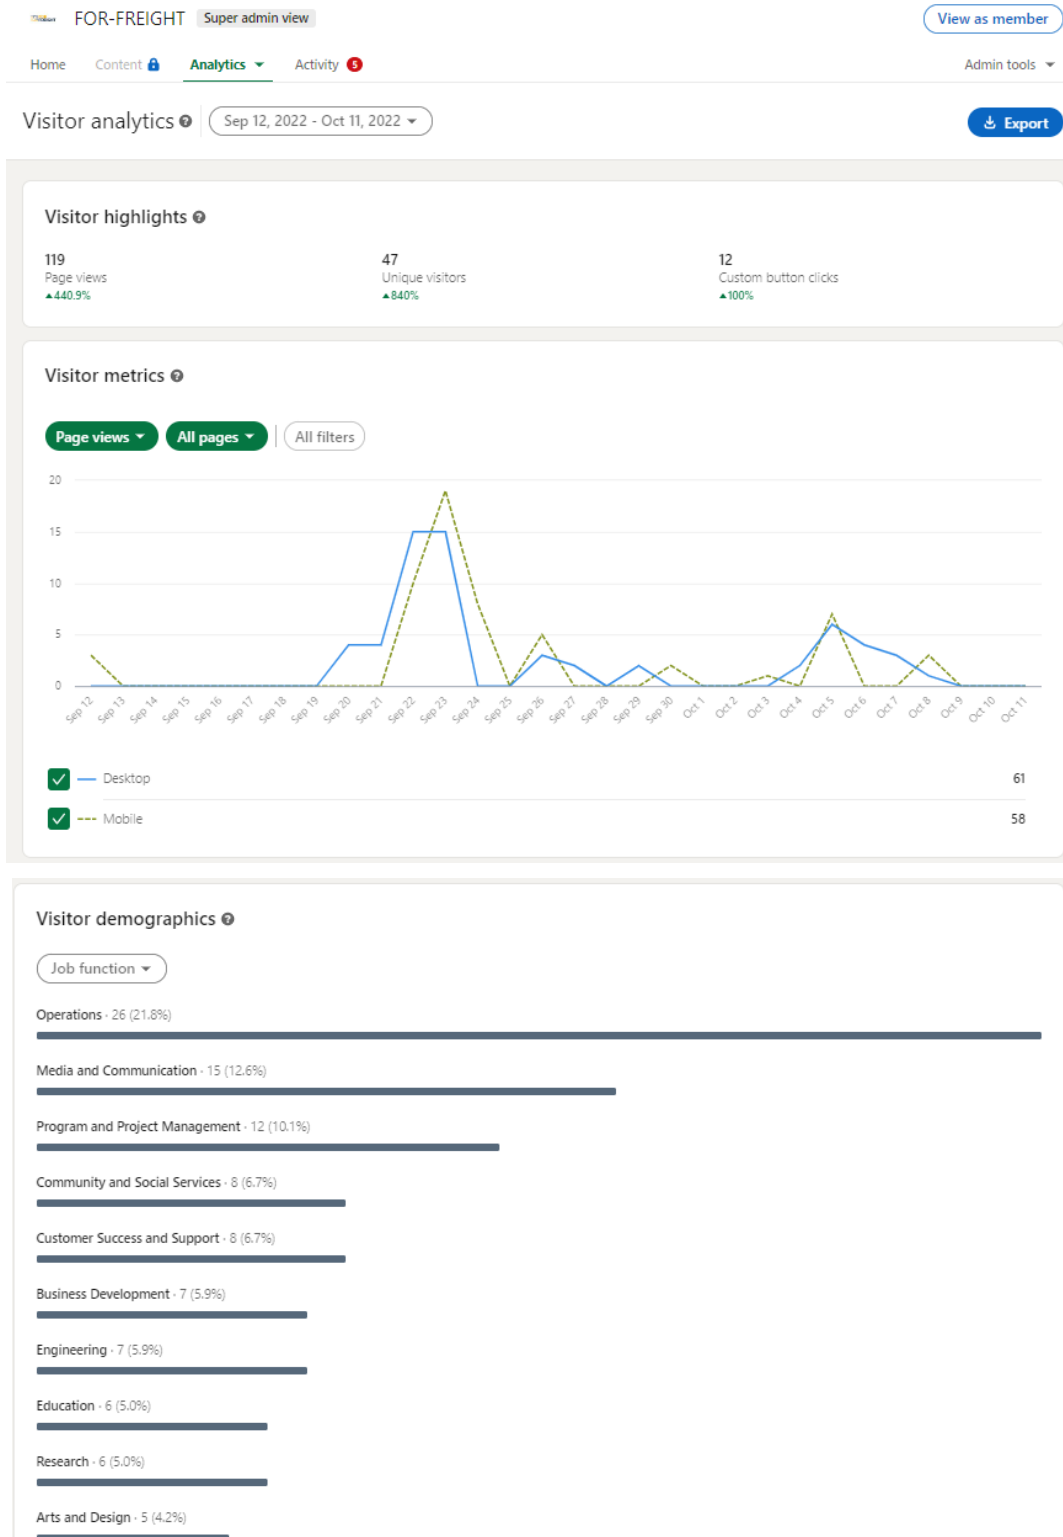 FOR-FREIGHT Super admin view View as member
Home Content Analytics Activity 5 Admin tools
Visitor analytics Sep 12, 2022 - Oct 11, 2022 Export
Visitor highlights
119 47 12
Page views Unique visitors Custom button clicks
▲440.9% ▲840% ▲100%
Visitor metrics
Page views All pages All filters
20
15
10
5
0
Sep 12 Sep 13 Sep 14 Sep 15 Sep 16 Sep 17 Sep 18 Sep 19 Sep 20 Sep 21 Sep 22 Sep 23 Sep 24 Sep 25 Sep 26 Sep 27 Sep 28 Sep 29 Sep 30 Oct 1 Oct 2 Oct 3 Oct 4 Oct 5 Oct 6 Oct 7 Oct 8 Oct 9 Oct 10 Oct 11
Desktop 61
Mobile 58
Visitor demographics
Job function
Operations · 26 (21.8%)
Media and Communication · 15 (12.6%)
Program and Project Management · 12 (10.1%)
Community and Social Services · 8 (6.7%)
Customer Success and Support · 8 (6.7%)
Business Development · 7 (5.9%)
Engineering · 7 (5.9%)
Education · 6 (5.0%)
Research · 6 (5.0%)
Arts and Design · 5 (4.2%)